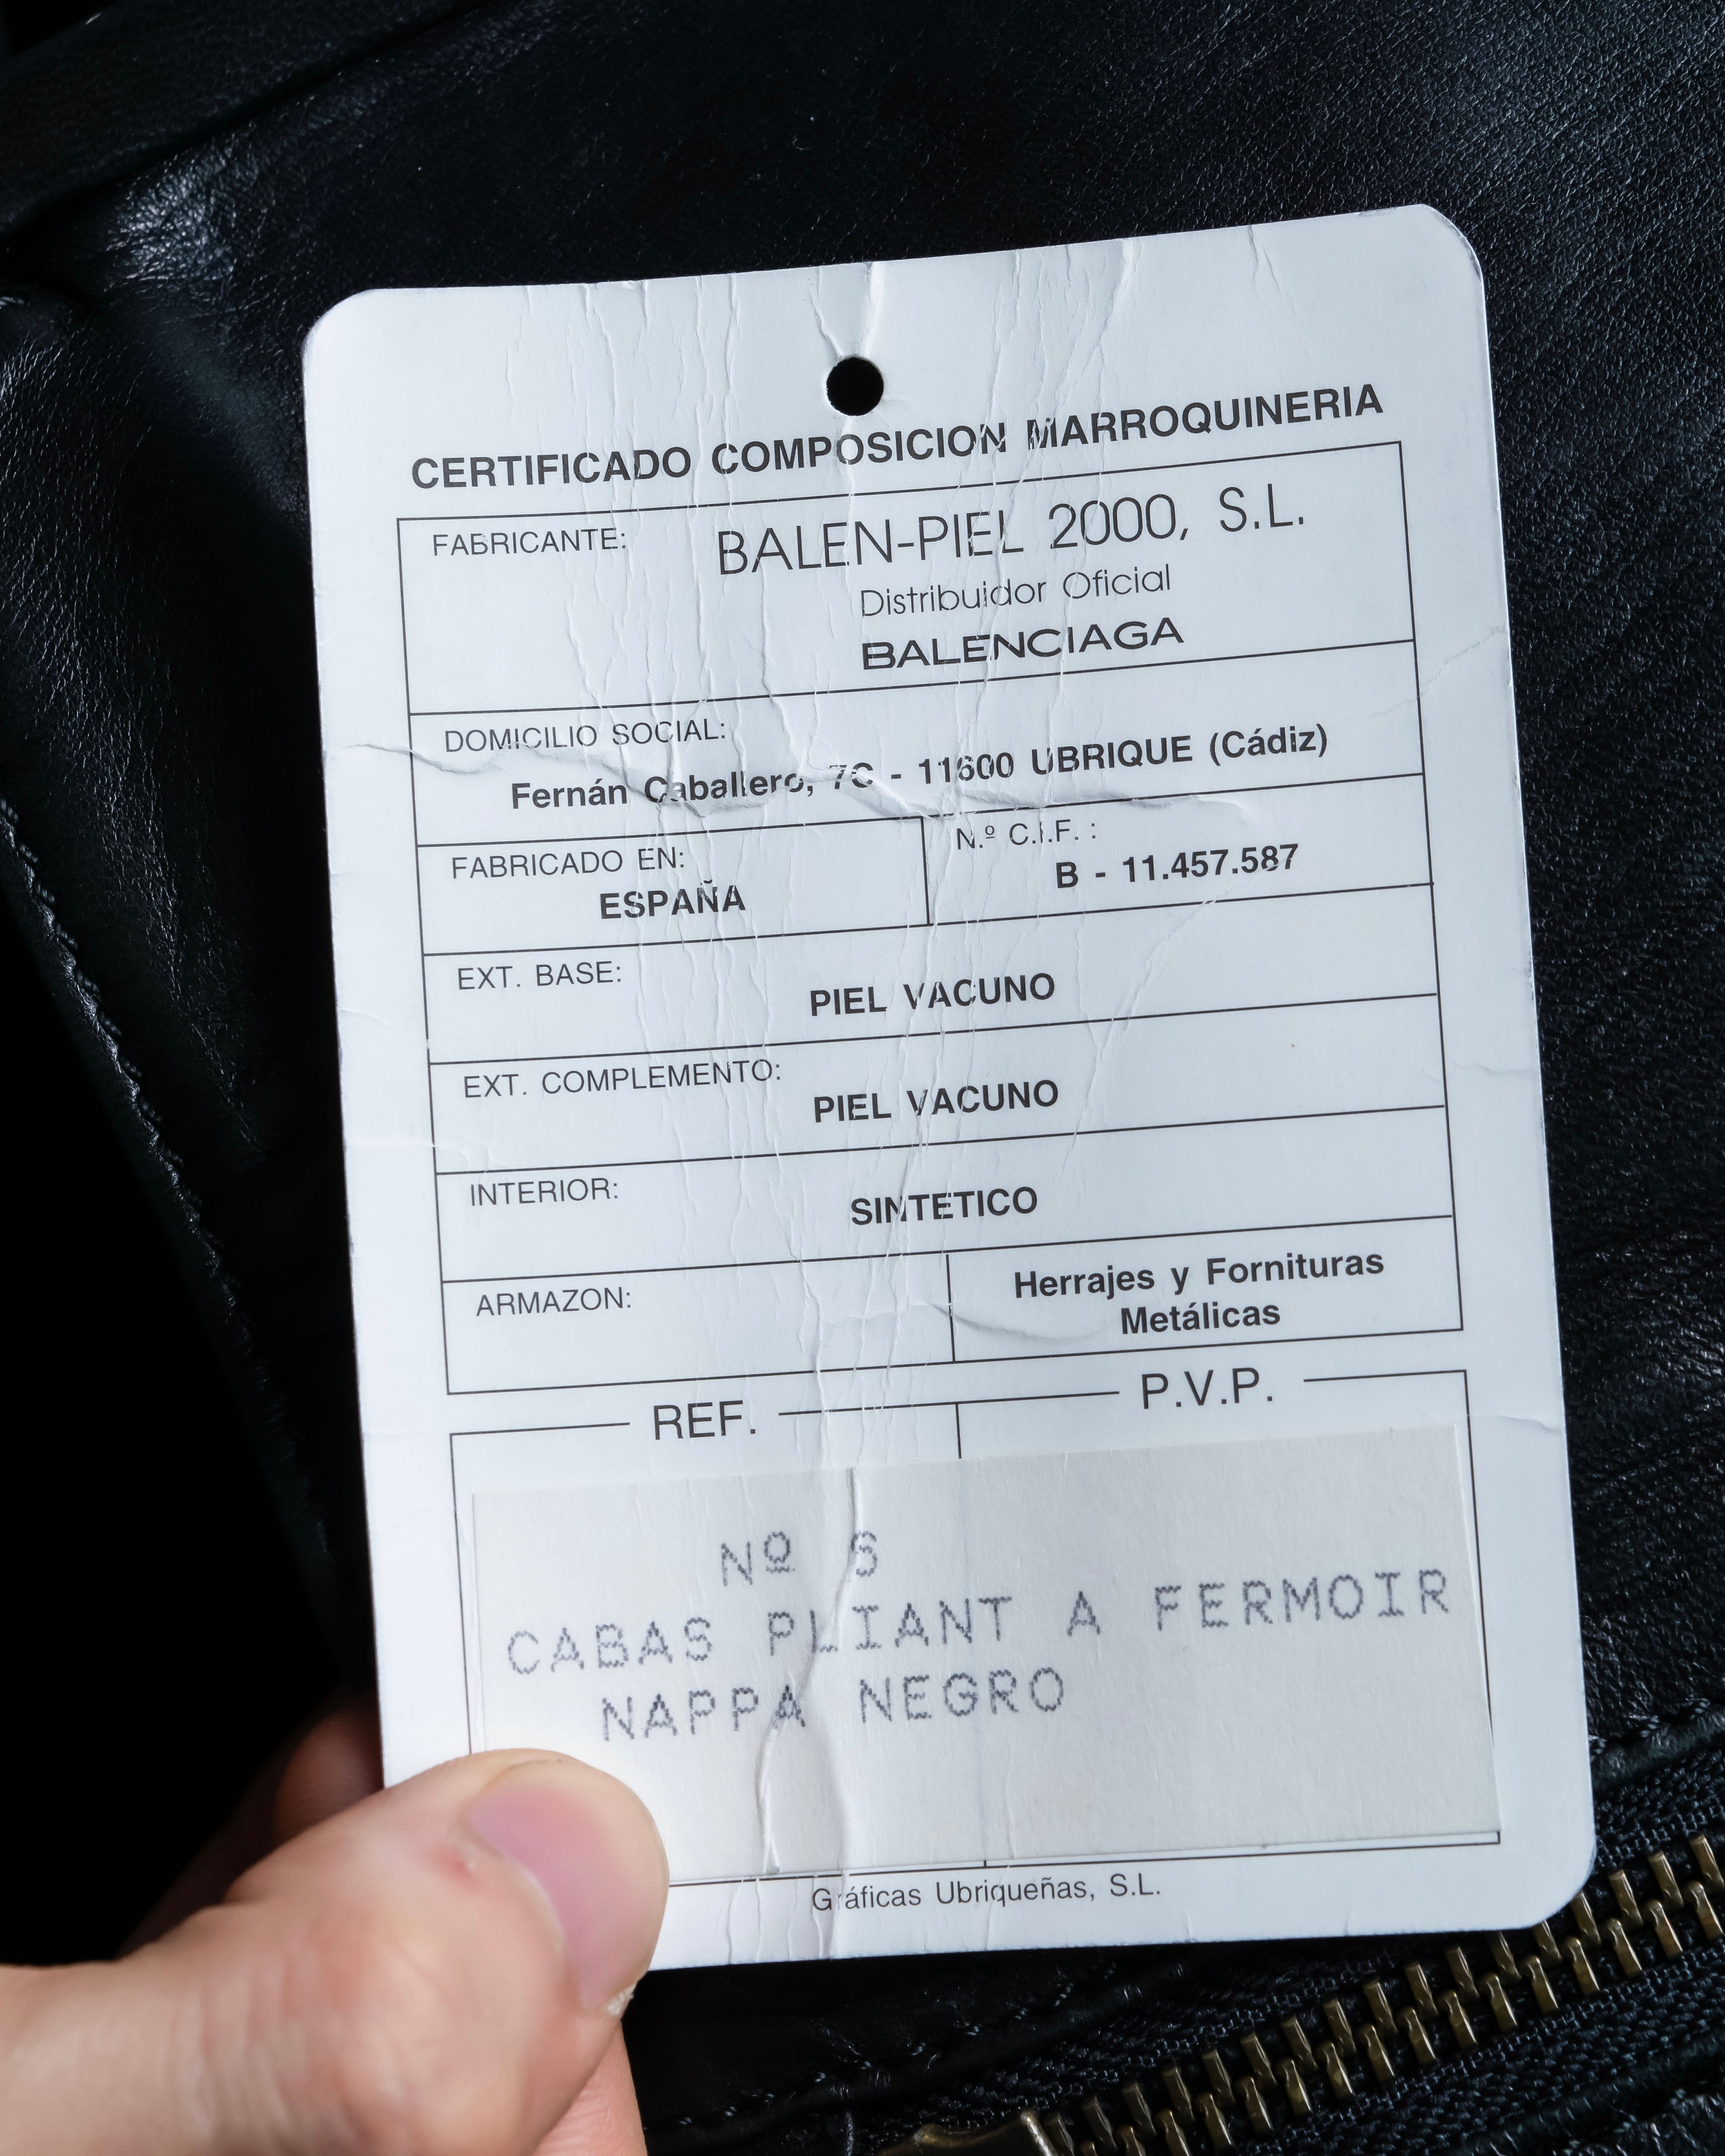 CERTIFICADO COMPOSICION MARROQUINERIA
FABRICANTE: BALEN-PIEL 2000, S.L.
Distribuidor Oficial
BALENCIAGA
DOMICILIO SOCIAL:
Fernán Caballero, - 11600 UBRIQUE (Cádiz)
FABRICADO EN:
ESPAÑA
N.º C.I.F. :
B - 11.457.587
EXT. BASE:
PIEL VACUNO
EXT. COMPLEMENTO:
PIEL VACUNO
INTERIOR:
SINTETICO
ARMAZON:
Herrajes y Fornituras
Metálicas
REF.
P.V.P.
Nº 6
CABAS PLIANT A FERMOIR
NAPPA NEGRO
Gráficas Ubriqueñas, S.L.